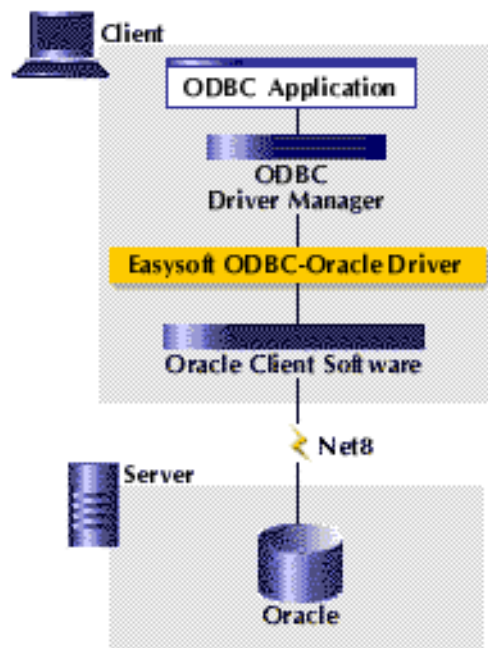 Client
ODBC Application
ODBC
Driver Manager
Easysoft ODBC-Oracle Driver
Oracle Client Software
Net8
Server
Oracle